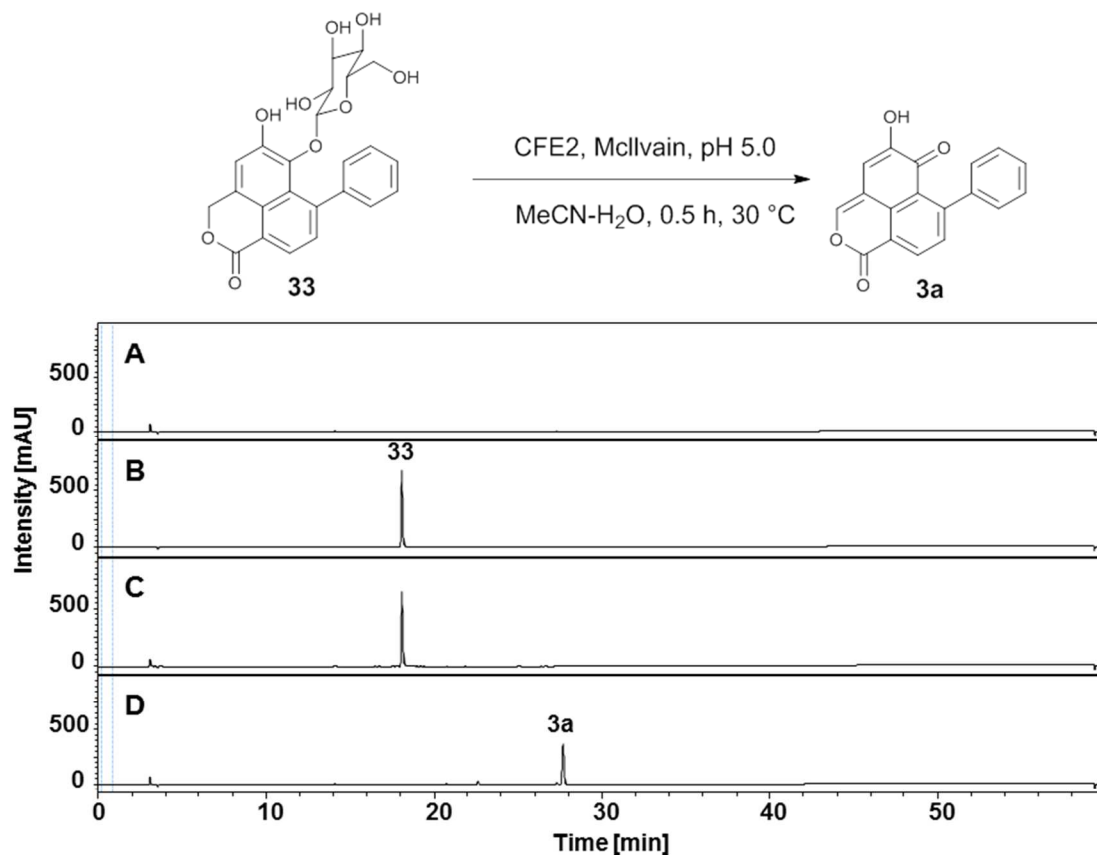 OH
OH
OH
HO
O
OH
O
O
O
33
CFE2, McIlvain, pH 5.0
MeCN-H₂O, 0.5 h, 30 °C
OH
O
O
O
3a
Intensity [mAU]
A
500
0
B
33
500
0
C
500
0
D
3a
500
0
0 10 20 30 40 50
Time [min]